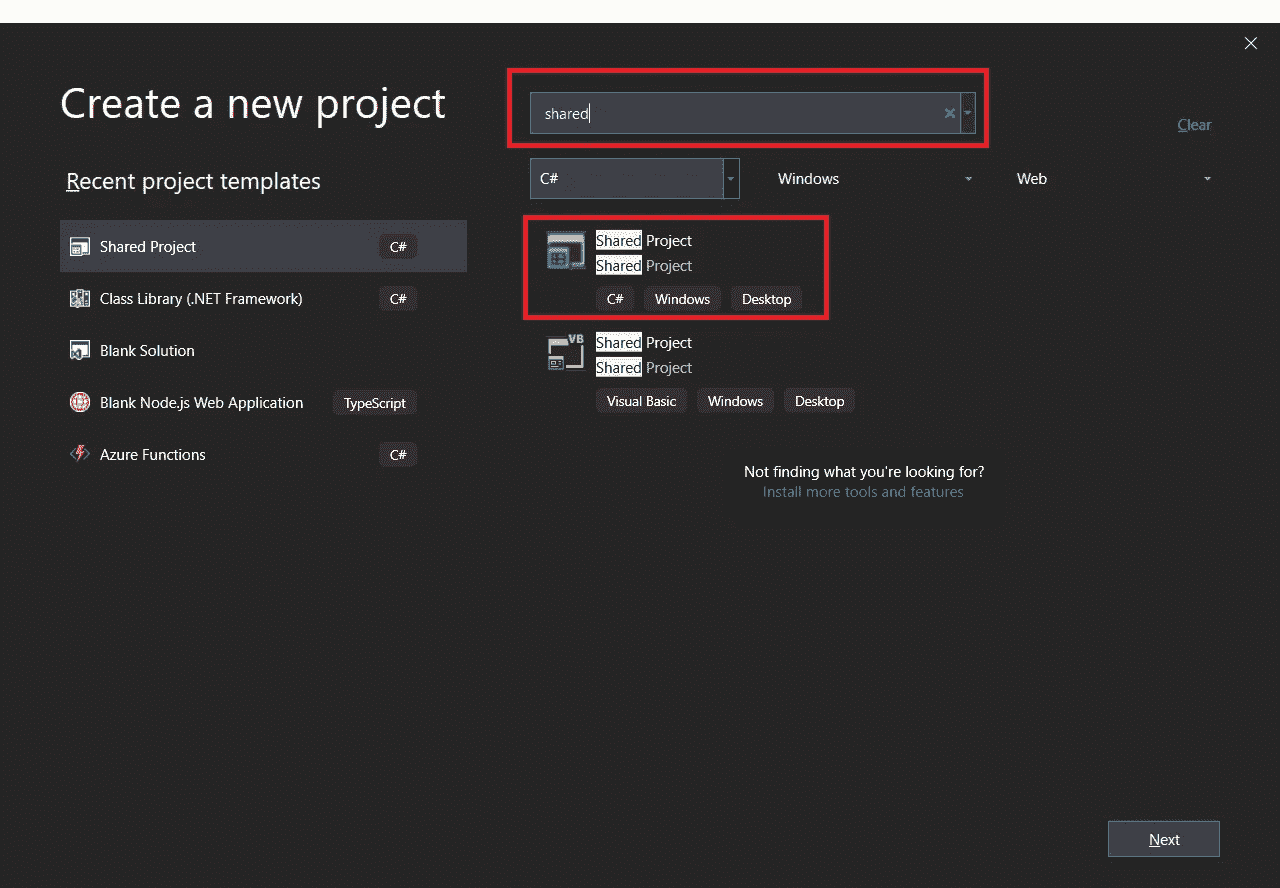 Create a new project
shared
Clear
C#
Windows
Web
Recent project templates
Shared Project
C#
Class Library (.NET Framework)
C#
Blank Solution
Blank Node.js Web Application
TypeScript
Azure Functions
C#
Shared Project
Shared Project
C#
Windows
Desktop
VB
Shared Project
Shared Project
Visual Basic
Windows
Desktop
Not finding what you're looking for?
Install more tools and features
Next